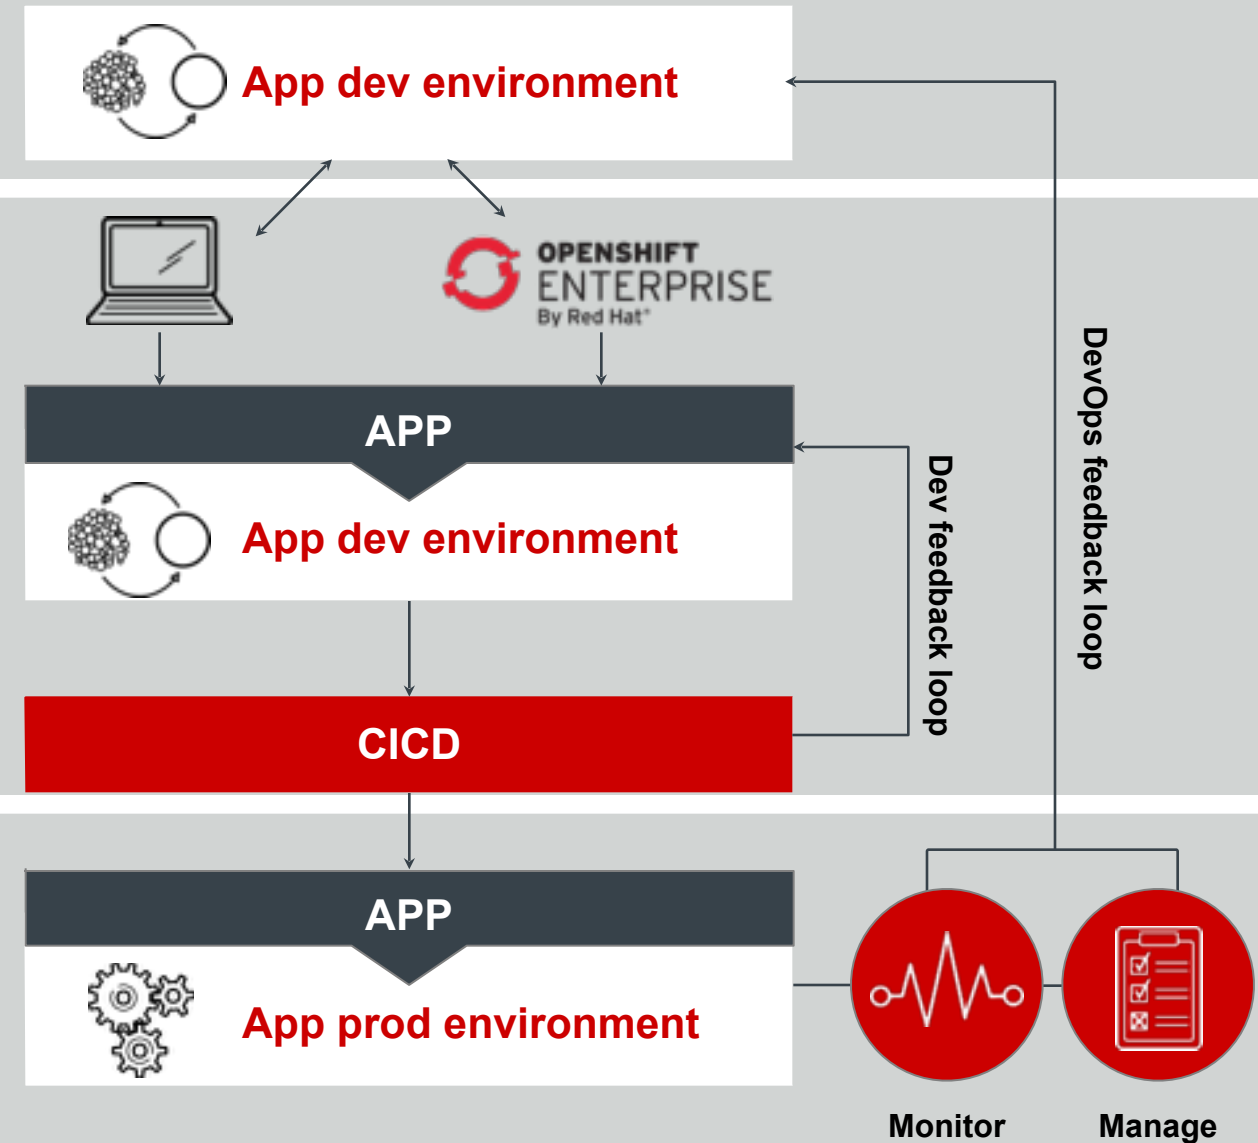 App dev environment
OPENSHIFT
ENTERPRISE
By Red Hat®
APP
App dev environment
Dev feedback loop
DevOps feedback loop
CICD
APP
App prod environment
Monitor
Manage